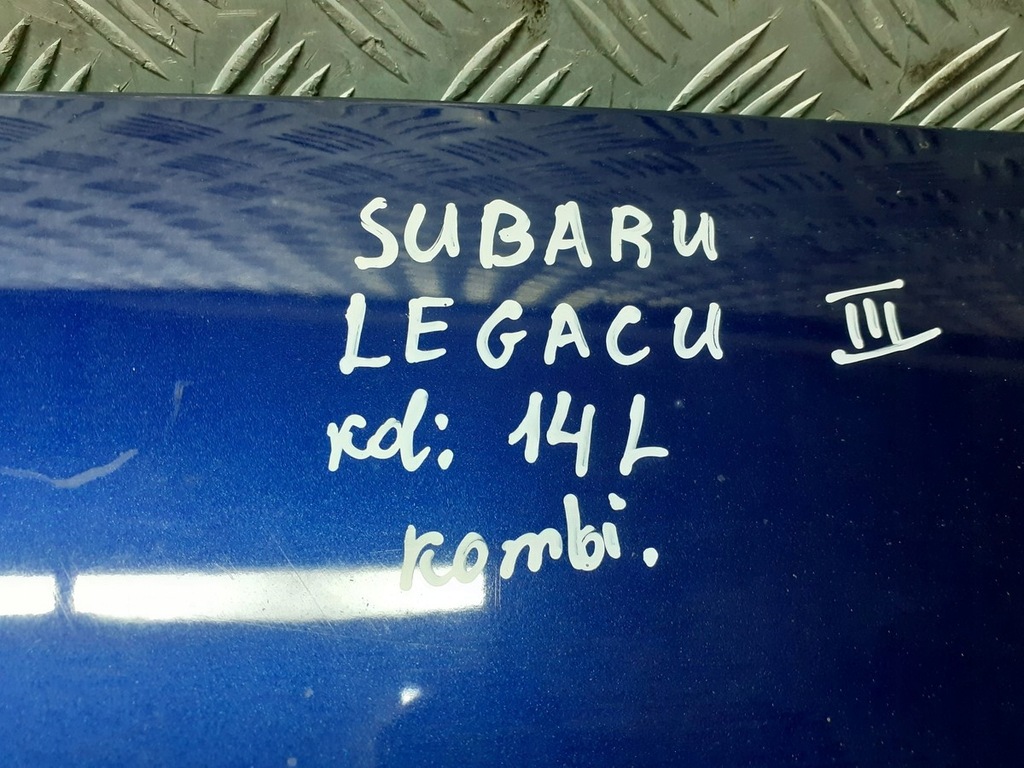 SUBARU
LEGACU III
kol: 14L
kombi.